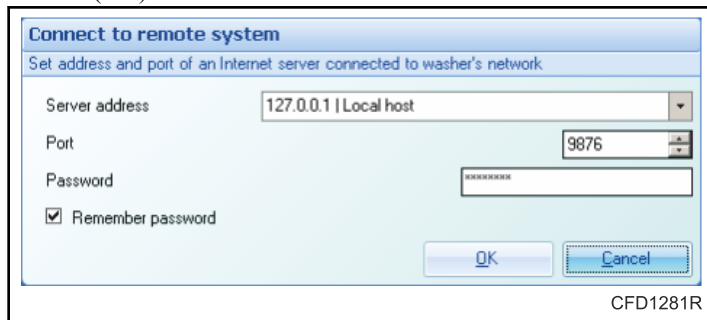 Connect to remote system
Set address and port of an Internet server connected to washer's network
Server address 127.0.0.1 | Local host
Port 9876
Password ××××××××
Remember password
OK Cancel
CFD1281R